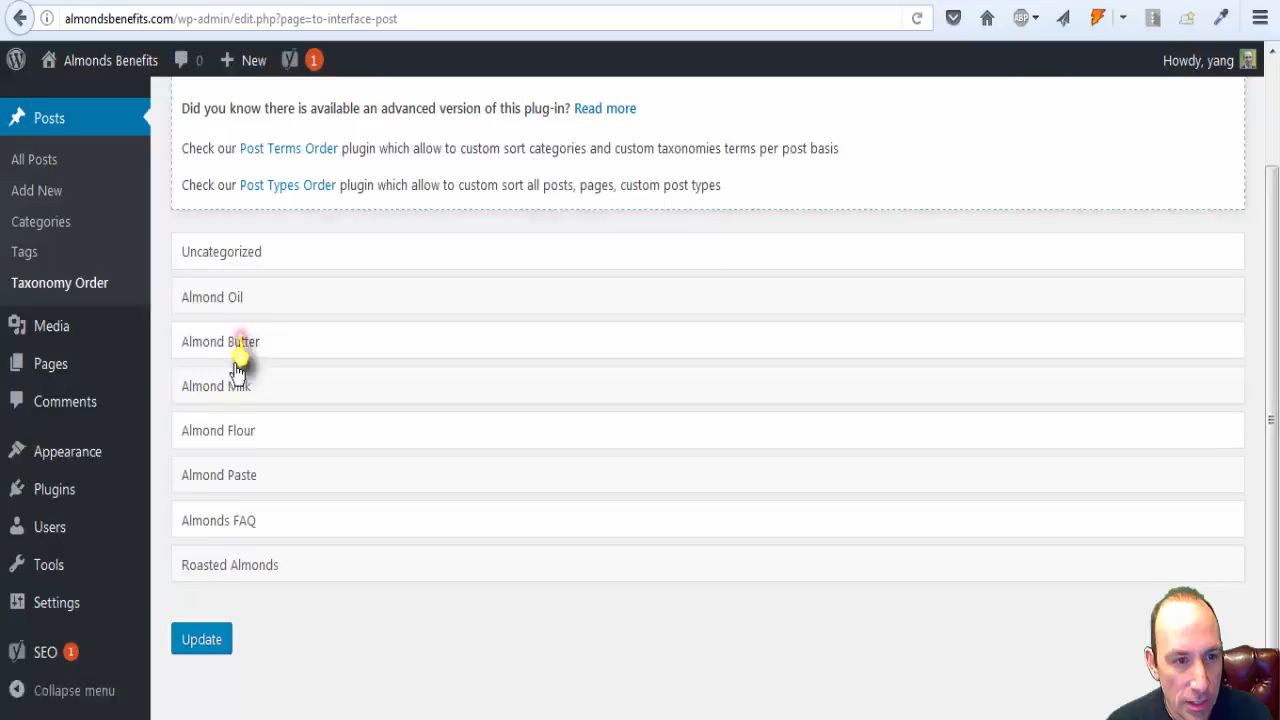 almondsbenefits.com/wp-admin/edit.php?page=to-interface-post
ABP
Almonds Benefits
0
New
1
Howdy, yang
Posts
All Posts
Add New
Categories
Tags
Taxonomy Order
Media
Pages
Comments
Appearance
Plugins
Users
Tools
Settings
SEO 1
Collapse menu
Did you know there is available an advanced version of this plug-in? Read more
Check our Post Terms Order plugin which allow to custom sort categories and custom taxonomies terms per post basis
Check our Post Types Order plugin which allow to custom sort all posts, pages, custom post types
Uncategorized
Almond Oil
Almond Butter
Almond Milk
Almond Flour
Almond Paste
Almonds FAQ
Roasted Almonds
Update